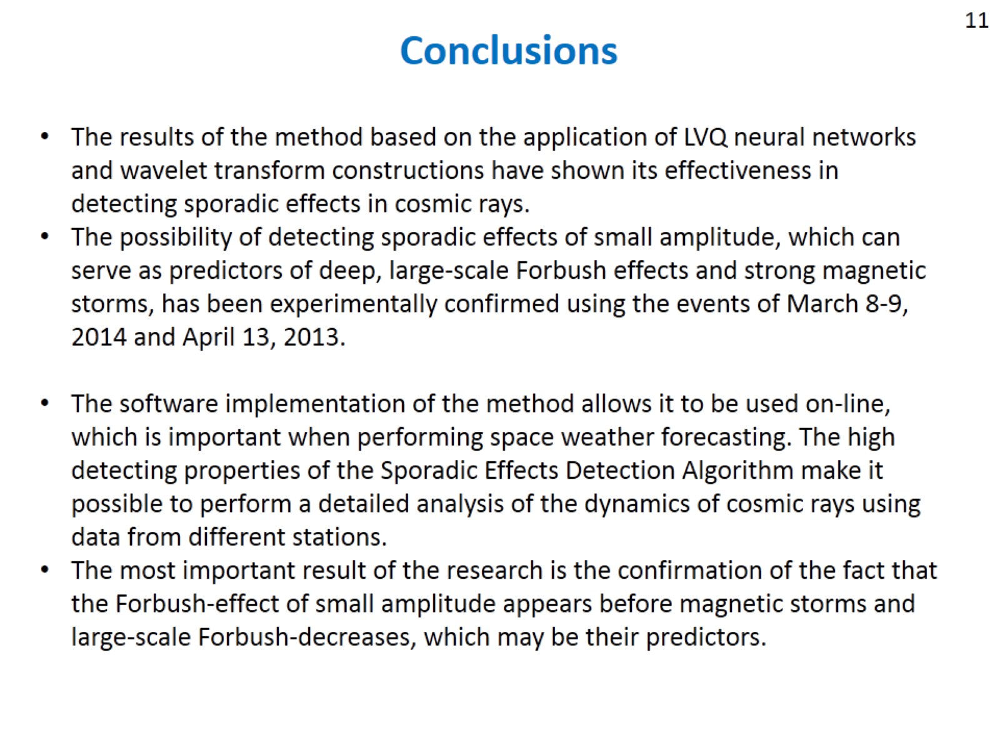 11
Conclusions
• The results of the method based on the application of LVQ neural networks
and wavelet transform constructions have shown its effectiveness in
detecting sporadic effects in cosmic rays.
• The possibility of detecting sporadic effects of small amplitude, which can
serve as predictors of deep, large-scale Forbush effects and strong magnetic
storms, has been experimentally confirmed using the events of March 8-9,
2014 and April 13, 2013.
• The software implementation of the method allows it to be used on-line,
which is important when performing space weather forecasting. The high
detecting properties of the Sporadic Effects Detection Algorithm make it
possible to perform a detailed analysis of the dynamics of cosmic rays using
data from different stations.
• The most important result of the research is the confirmation of the fact that
the Forbush-effect of small amplitude appears before magnetic storms and
large-scale Forbush-decreases, which may be their predictors.